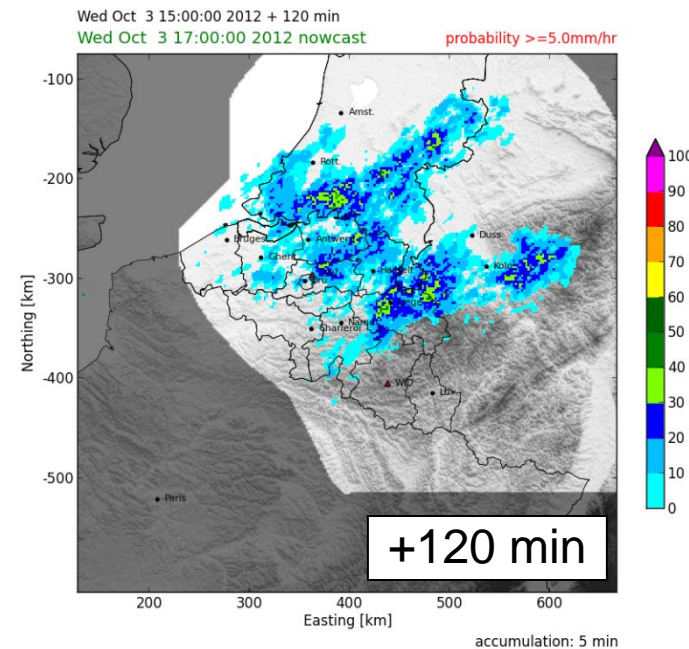 Wed Oct 3 15:00:00 2012 + 120 min
Wed Oct 3 17:00:00 2012 nowcast
probability >=5.0mm/hr
-100
-200
-300
-400
-500
Northing [km]
Amst.
Rott.
Bruges
Antwerp
Ghent
Duss.
Koln
Hasselt
Bru
Namur
Charleroi
WID
Lux.
Paris
+120 min
200
300
400
500
600
Easting [km]
accumulation: 5 min
100
90
80
70
60
50
40
30
20
10
0